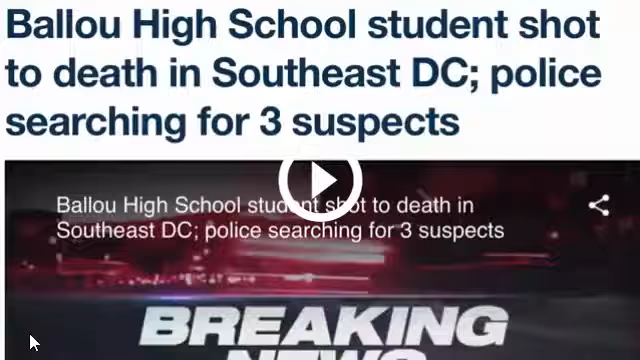 Ballou High School student shot
to death in Southeast DC; police
searching for 3 suspects
Ballou High School student shot to death in
Southeast DC; police searching for 3 suspects
BREAKING
NEWS